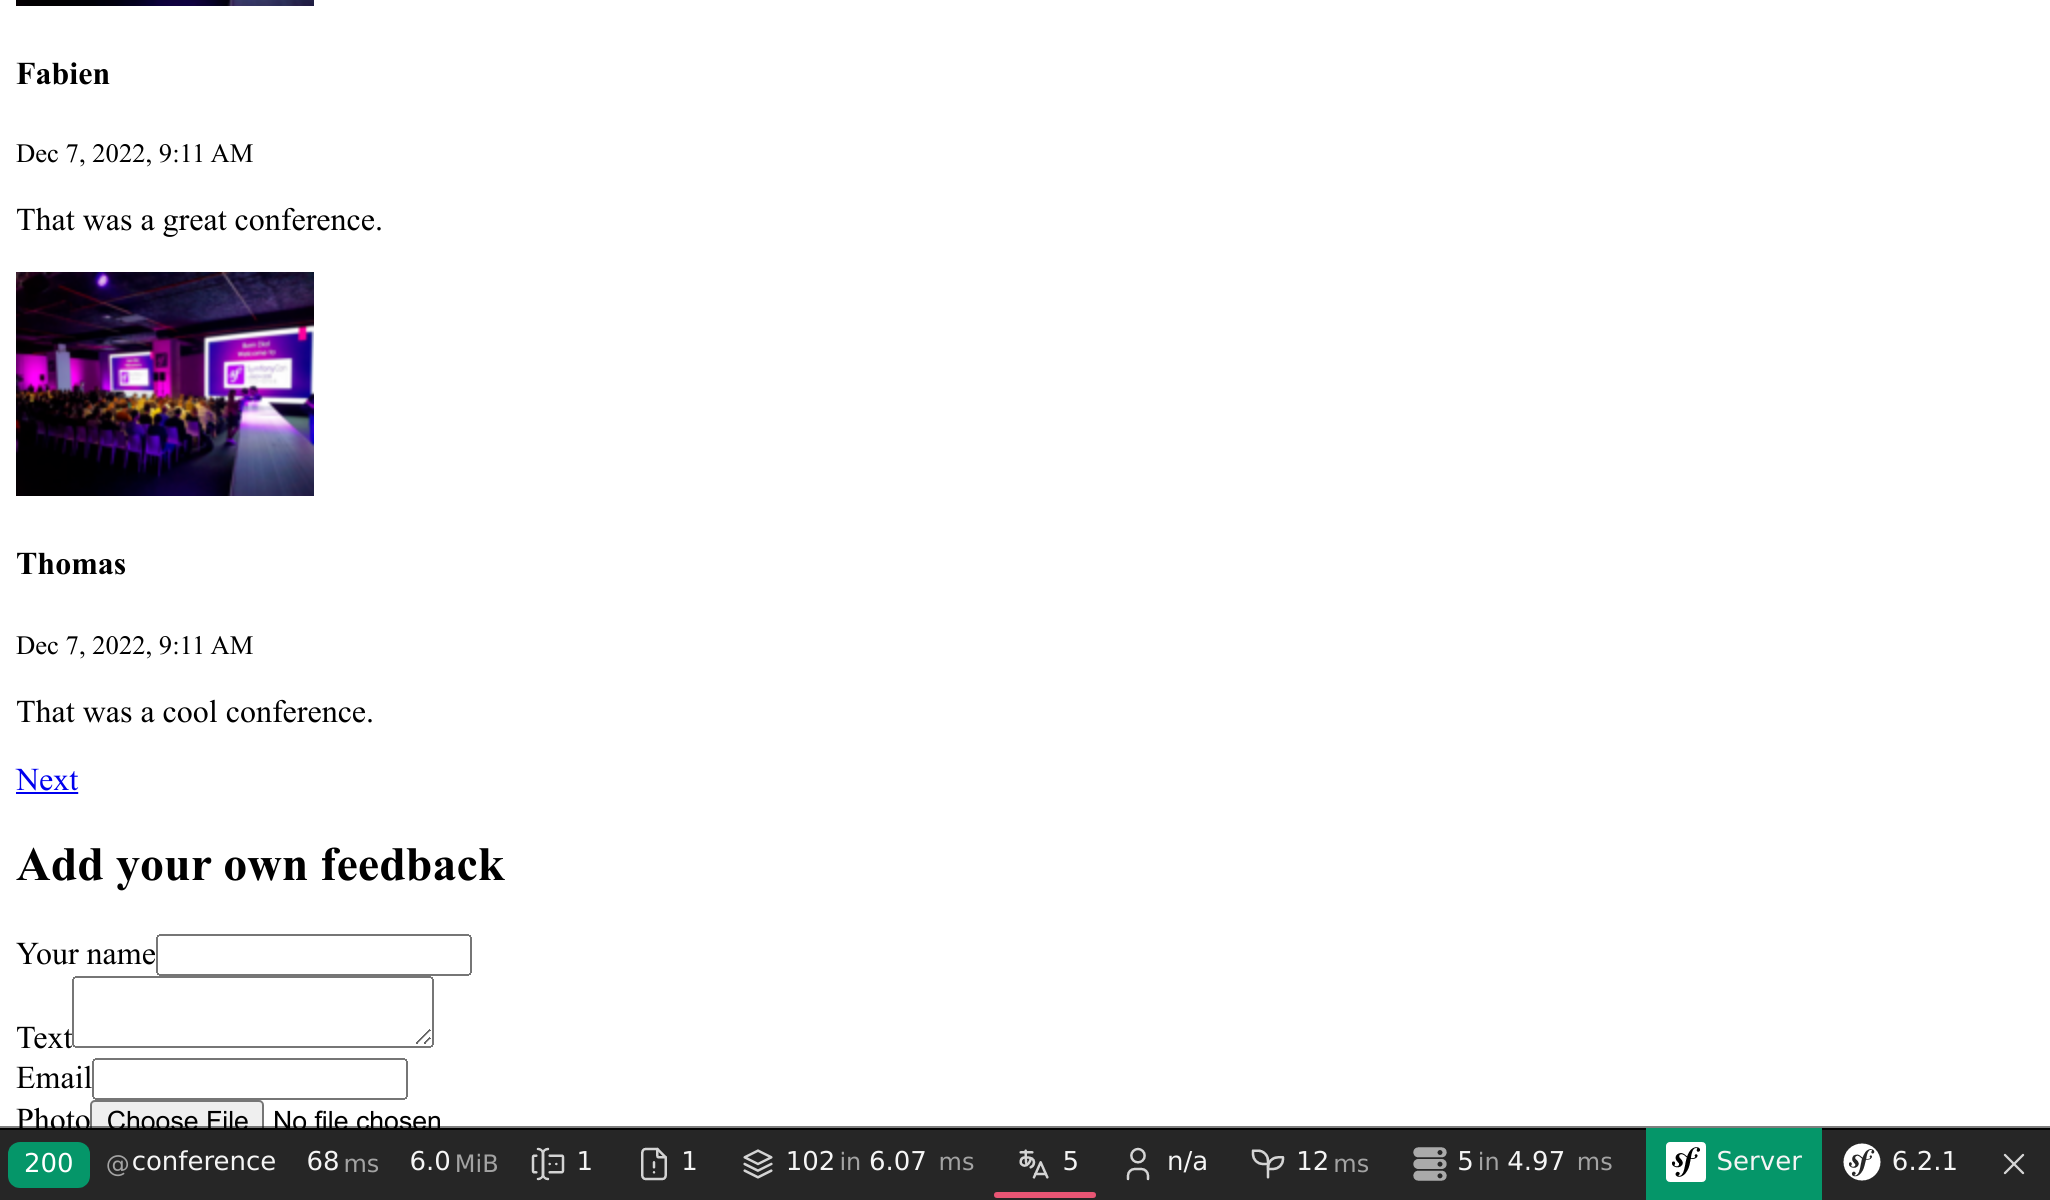 Fabien
Dec 7, 2022, 9:11 AM
That was a great conference.
Thomas
Dec 7, 2022, 9:11 AM
That was a cool conference.
Next
Add your own feedback
Your name
Text
Email
Photo Choose File No file chosen
200 @conference 68 ms 6.0 MiB 1 1 102 in 6.07 ms 5 n/a 12 ms 5 in 4.97 ms sf Server sf 6.2.1